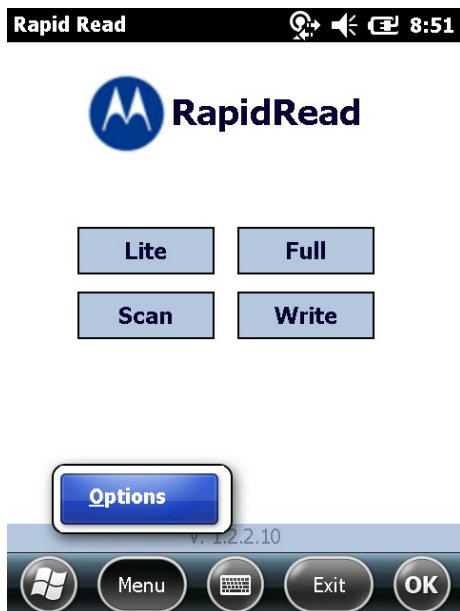 Rapid Read 8:51
RapidRead
Lite Full
Scan Write
Options
V. 1.2.2.10
Menu Exit OK